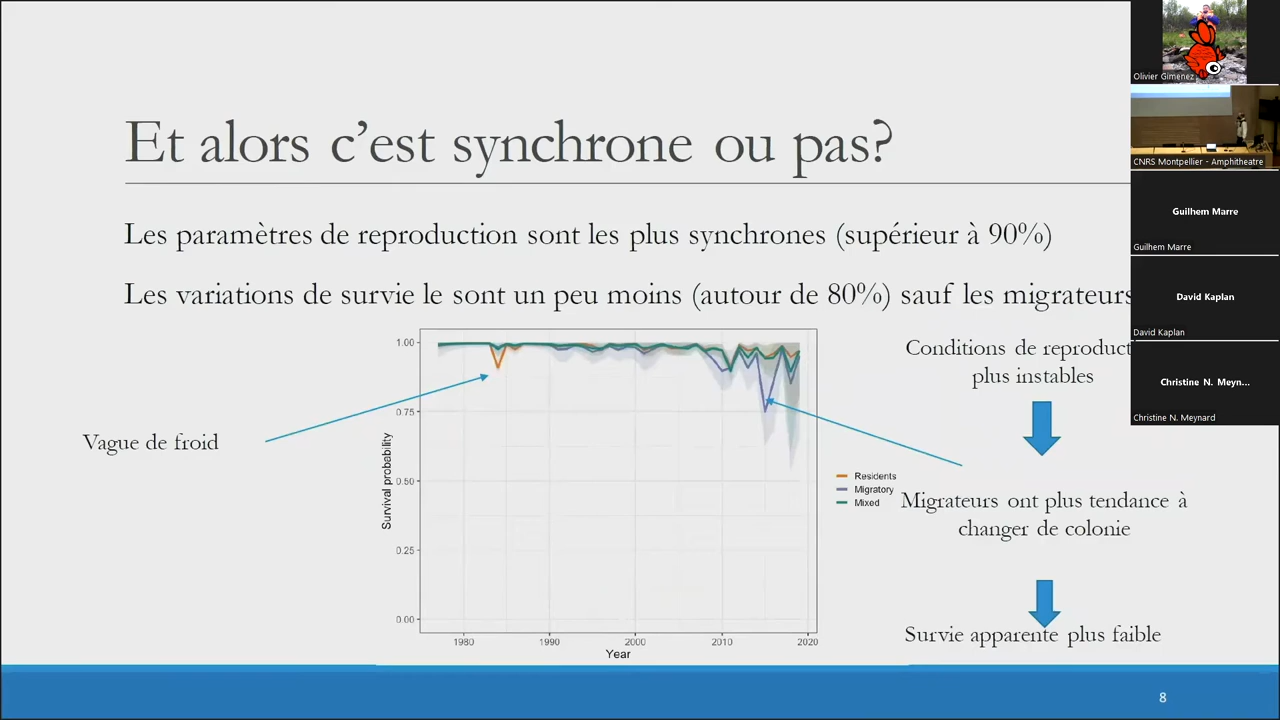 Et alors c’est synchrone ou pas?
Les paramètres de reproduction sont les plus synchrones (supérieur à 90%)
Les variations de survie le sont un peu moins (autour de 80%) sauf les migrateurs
Vague de froid
Survival probability
1.00
0.75
0.50
0.25
0.00
1980
1990
2000
2010
2020
Year
Residents
Migratory
Mixed
Conditions de reproduct
plus instables
Migrateurs ont plus tendance à
changer de colonie
Survie apparente plus faible
8
Olivier Gimenez
CNRS Montpellier - Amphitheatre
Guilhem Marre
Guilhem Marre
David Kaplan
David Kaplan
Christine N. Meyn...
Christine N. Meynard